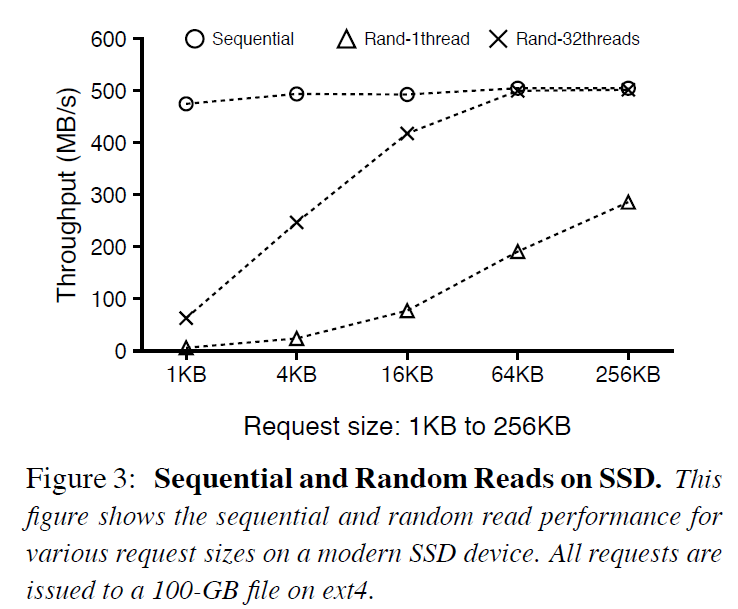 600
500
400
300
200
100
0
Throughput (MB/s)
Sequential Rand-1thread Rand-32threads
1KB 4KB 16KB 64KB 256KB
Request size: 1KB to 256KB
Figure 3: Sequential and Random Reads on SSD. This
figure shows the sequential and random read performance for
various request sizes on a modern SSD device. All requests are
issued to a 100-GB file on ext4.